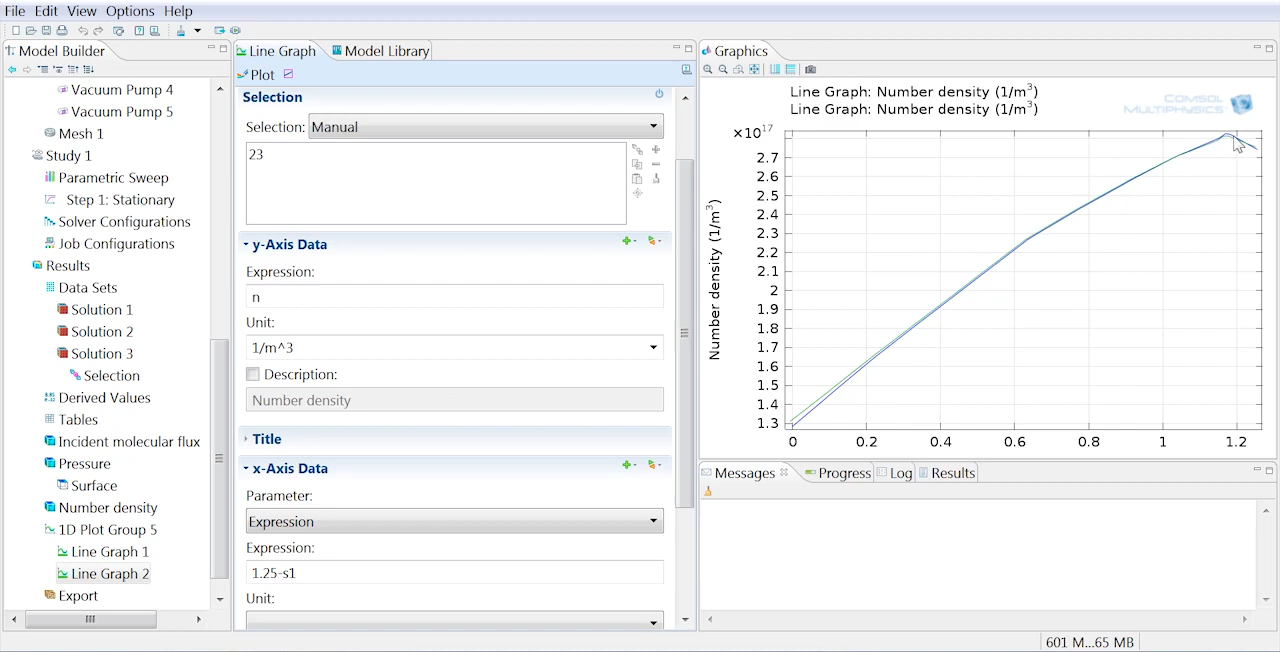 File Edit View Options Help
Model Builder
Vacuum Pump 4
Vacuum Pump 5
Mesh 1
Study 1
Parametric Sweep
Step 1: Stationary
Solver Configurations
Job Configurations
Results
Data Sets
Solution 1
Solution 2
Solution 3
Selection
Derived Values
Tables
Incident molecular flux
Pressure
Surface
Number density
1D Plot Group 5
Line Graph 1
Line Graph 2
Export
Line Graph
Model Library
Plot
Selection
Selection: Manual
23
y-Axis Data
Expression:
n
Unit:
1/m^3
Description:
Number density
Title
x-Axis Data
Parameter:
Expression
Expression:
1.25-s1
Unit:
Graphics
Line Graph: Number density (1/m³)
Line Graph: Number density (1/m³)
COMSOL
MULTIPHYSICS
×10¹⁷
2.7
2.6
2.5
2.4
2.3
2.2
2.1
2
1.9
1.8
1.7
1.6
1.5
1.4
1.3
Number density (1/m³)
0 0.2 0.4 0.6 0.8 1 1.2
Messages Progress Log Results
601 M...65 MB